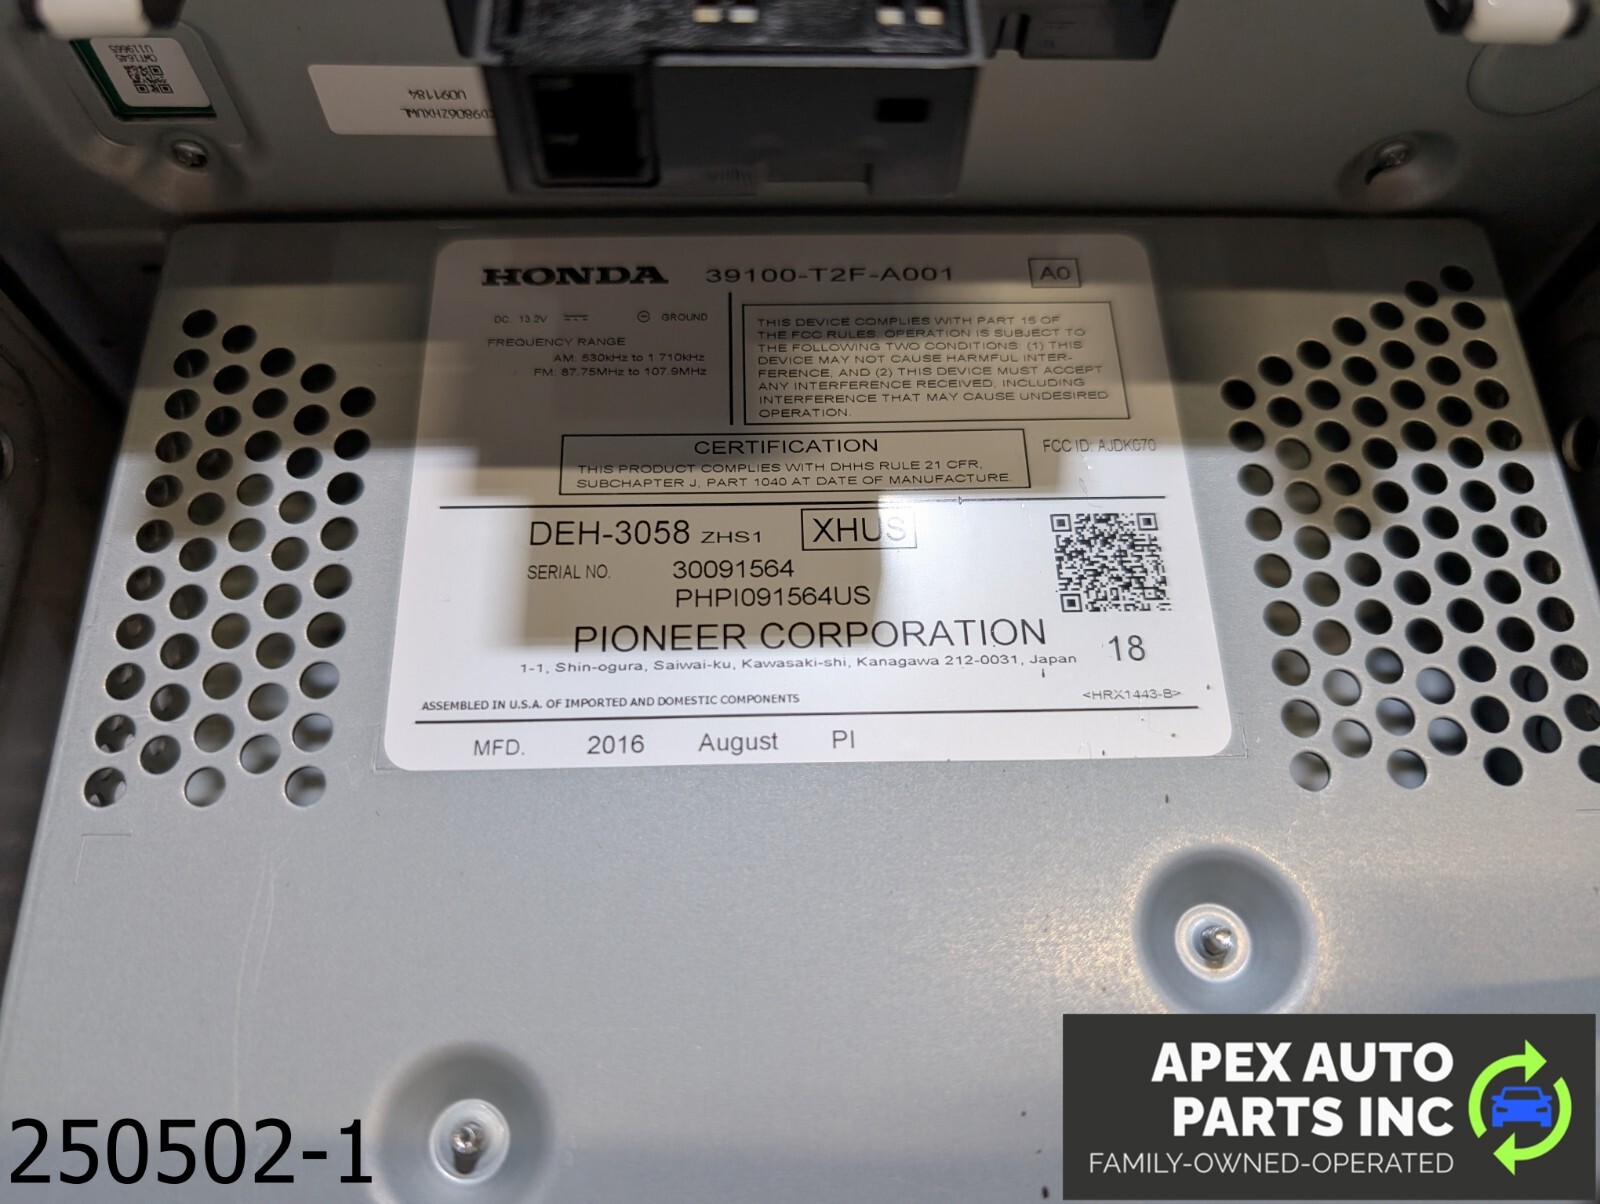 CWT1645
U119665
U091184
HONDA 39100-T2F-A001 A0
DC. 13.2V GROUND
FREQUENCY RANGE
AM: 530kHz to 1 710kHz
FM: 87.75MHz to 107.9MHz
THIS DEVICE COMPLIES WITH PART 15 OF
THE FCC RULES. OPERATION IS SUBJECT TO
THE FOLLOWING TWO CONDITIONS: (1) THIS
DEVICE MAY NOT CAUSE HARMFUL INTER-
FERENCE, AND (2) THIS DEVICE MUST ACCEPT
ANY INTERFERENCE RECEIVED, INCLUDING
INTERFERENCE THAT MAY CAUSE UNDESIRED
OPERATION.
CERTIFICATION
THIS PRODUCT COMPLIES WITH DHHS RULE 21 CFR,
SUBCHAPTER J, PART 1040 AT DATE OF MANUFACTURE.
FCC ID: AJDK070
DEH-3058 ZHS1 XHUS
SERIAL NO. 30091564
PHPI091564US
PIONEER CORPORATION 18
1-1, Shin-ogura, Saiwai-ku, Kawasaki-shi, Kanagawa 212-0031, Japan
ASSEMBLED IN U.S.A. OF IMPORTED AND DOMESTIC COMPONENTS <HRX1443-B>
MFD. 2016 August PI
250502-1
APEX AUTO
PARTS INC
FAMILY-OWNED-OPERATED